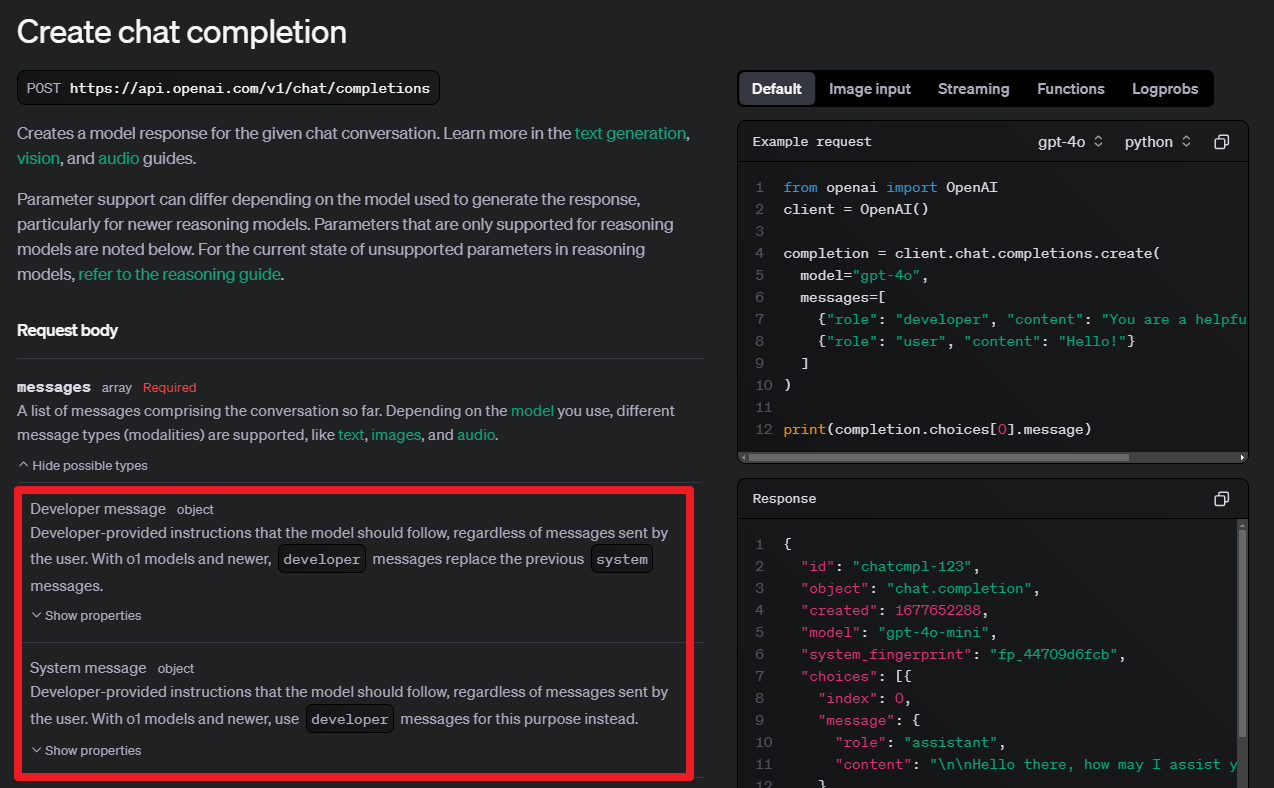 Create chat completion
POST https://api.openai.com/v1/chat/completions
Creates a model response for the given chat conversation. Learn more in the text generation,
vision, and audio guides.
Parameter support can differ depending on the model used to generate the response,
particularly for newer reasoning models. Parameters that are only supported for reasoning
models are noted below. For the current state of unsupported parameters in reasoning
models, refer to the reasoning guide.
Request body
messages array Required
A list of messages comprising the conversation so far. Depending on the model you use, different
message types (modalities) are supported, like text, images, and audio.
Hide possible types
Developer message object
Developer-provided instructions that the model should follow, regardless of messages sent by
the user. With o1 models and newer, developer messages replace the previous system
messages.
Show properties
System message object
Developer-provided instructions that the model should follow, regardless of messages sent by
the user. With o1 models and newer, use developer messages for this purpose instead.
Show properties
Default Image input Streaming Functions Logprobs
Example request gpt-4o python
1 from openai import OpenAI
2 client = OpenAI()
3
4 completion = client.chat.completions.create(
5 model="gpt-4o",
6 messages=[
7 {"role": "developer", "content": "You are a helpfu
8 {"role": "user", "content": "Hello!"}
9 ]
10 )
11
12 print(completion.choices[0].message)
Response
1 {
2 "id": "chatcmpl-123",
3 "object": "chat.completion",
4 "created": 1677652288,
5 "model": "gpt-4o-mini",
6 "system_fingerprint": "fp_44709d6fcb",
7 "choices": [{
8 "index": 0,
9 "message": {
10 "role": "assistant",
11 "content": "\n\nHello there, how may I assist y
12 }